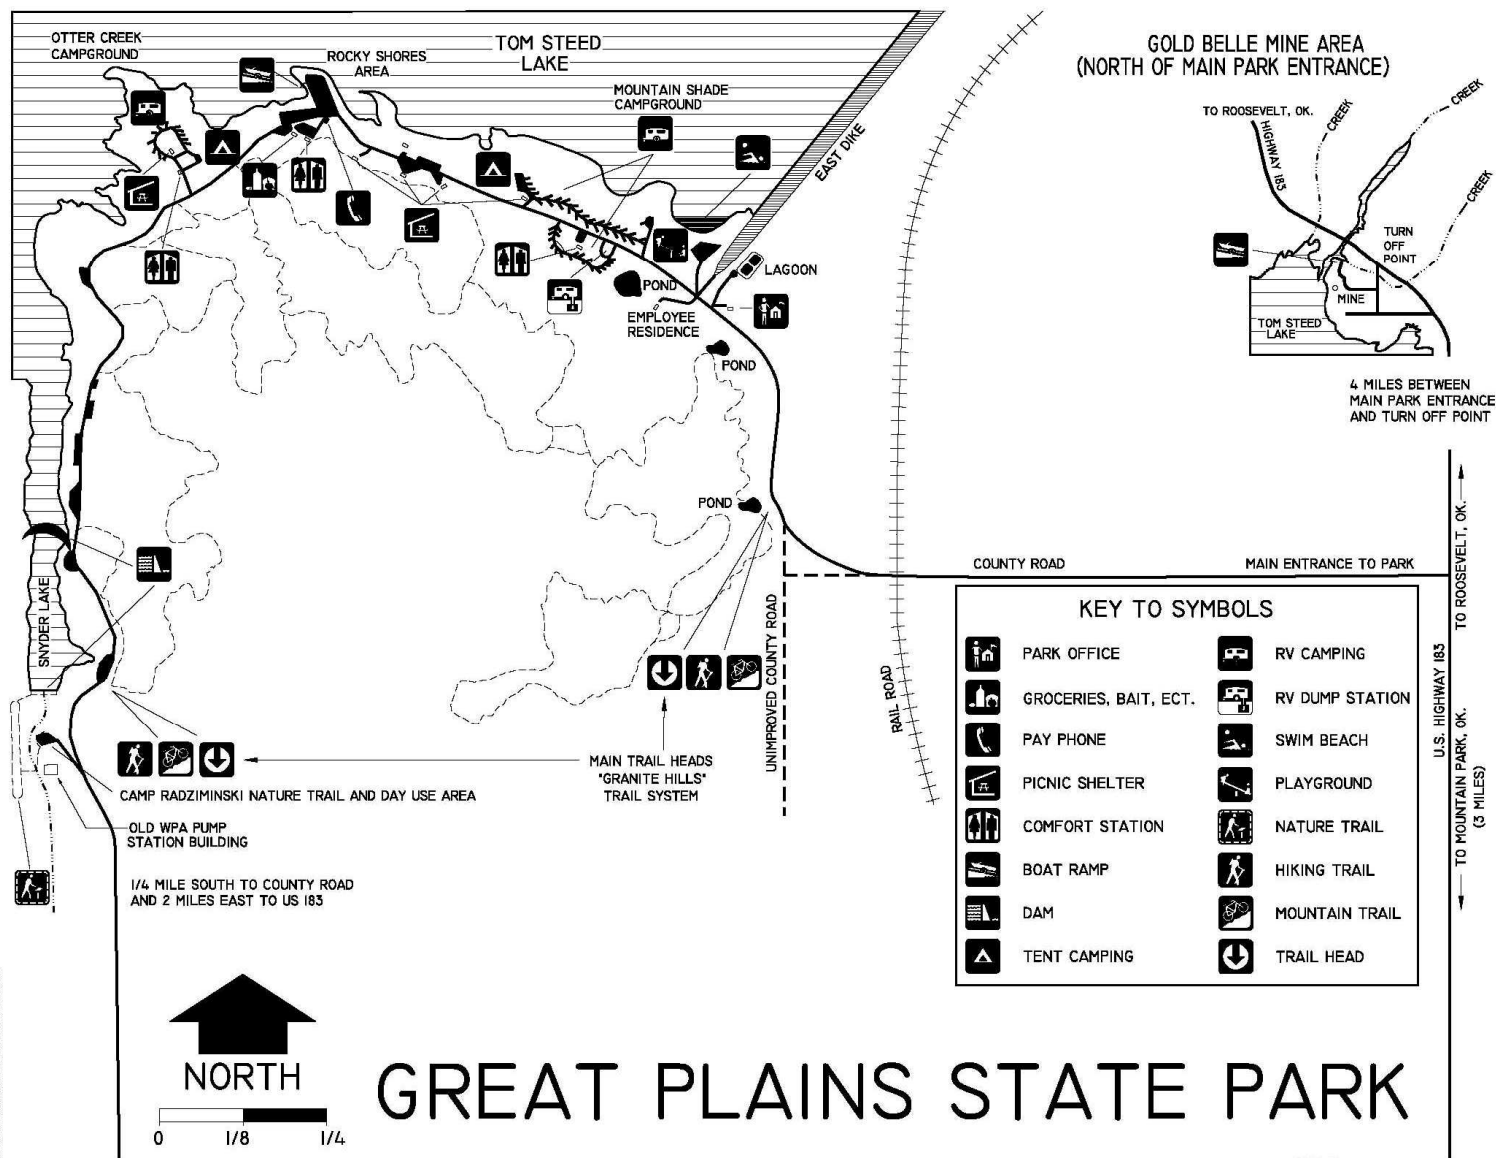 OTTER CREEK
CAMPGROUND
ROCKY SHORES
AREA
TOM STEED
LAKE
MOUNTAIN SHADE
CAMPGROUND
EAST DIKE
GOLD BELLE MINE AREA
(NORTH OF MAIN PARK ENTRANCE)
TO ROOSEVELT, OK.
HIGHWAY 183
CREEK
CREEK
CREEK
TURN
OFF
POINT
MINE
TOM STEED
LAKE
4 MILES BETWEEN
MAIN PARK ENTRANCE
AND TURN OFF POINT
LAGOON
POND
EMPLOYEE
RESIDENCE
POND
POND
SNYDER LAKE
COUNTY ROAD
MAIN ENTRANCE TO PARK
UNIMPROVED COUNTY ROAD
RAIL ROAD
U.S. HIGHWAY 183
TO ROOSEVELT, OK.
TO MOUNTAIN PARK, OK.
(3 MILES)
KEY TO SYMBOLS
PARK OFFICE
GROCERIES, BAIT, ECT.
PAY PHONE
PICNIC SHELTER
COMFORT STATION
BOAT RAMP
DAM
TENT CAMPING
RV CAMPING
RV DUMP STATION
SWIM BEACH
PLAYGROUND
NATURE TRAIL
HIKING TRAIL
MOUNTAIN TRAIL
TRAIL HEAD
MAIN TRAIL HEADS
"GRANITE HILLS"
TRAIL SYSTEM
CAMP RADZIMINSKI NATURE TRAIL AND DAY USE AREA
OLD WPA PUMP
STATION BUILDING
1/4 MILE SOUTH TO COUNTY ROAD
AND 2 MILES EAST TO US 183
NORTH
0 1/8 1/4
GREAT PLAINS STATE PARK